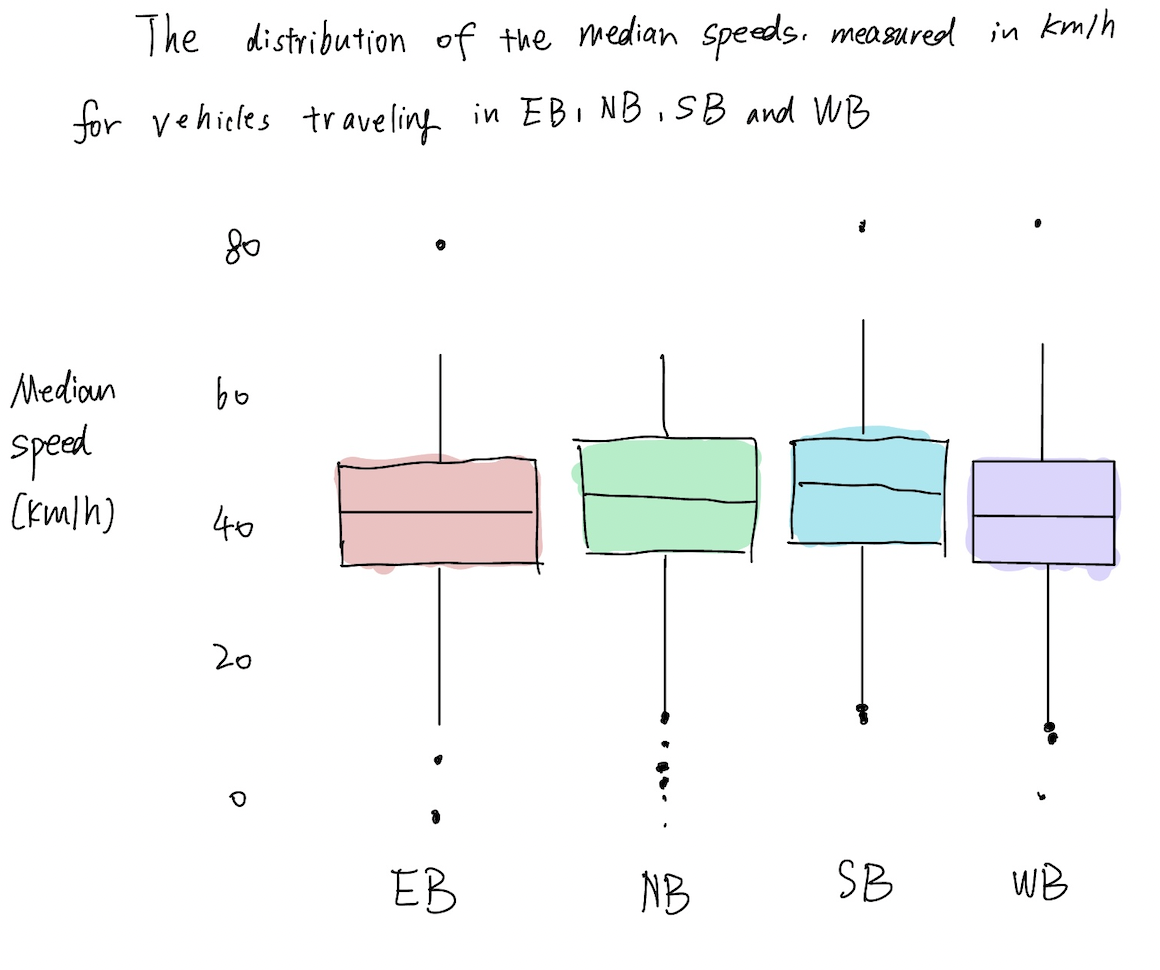 The distribution of the median speeds. measured in km/h
for vehicles traveling in EB, NB, SB and WB
80
Median
speed
(km/h)
60
40
20
0
EB
NB
SB
WB